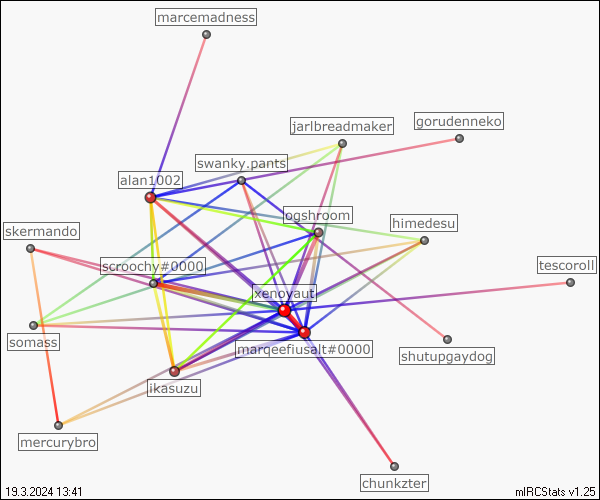 marcemadness
jarlbreadmaker
gorudenneko
swanky.pants
alan1002
ogshroom
himedesu
skermando
scroochy#0000
tescoroll
xenoyaut
somass
marqeefiusalt#0000
shutupgaydog
ikasuzu
mercurybro
chunkzter
19.3.2024 13:41
mIRCStats v1.25